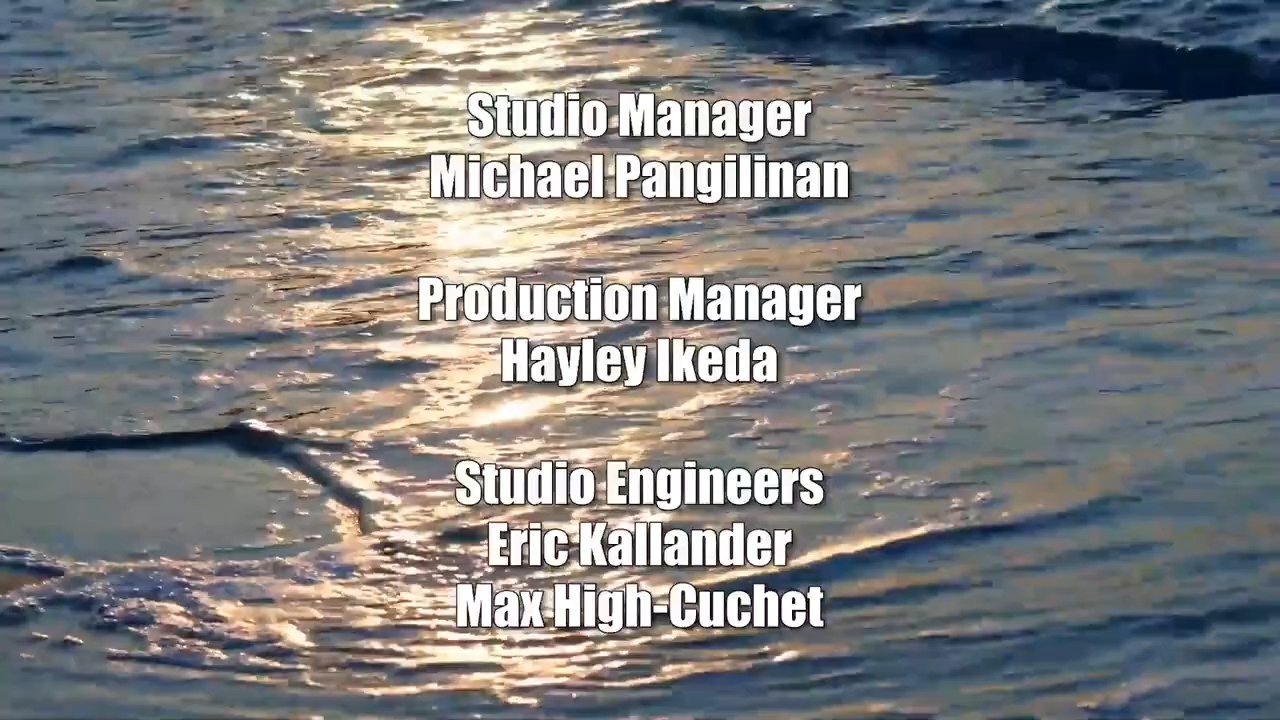 Studio Manager
Michael Pangilinan
Production Manager
Hayley Ikeda
Studio Engineers
Eric Kallander
Max High-Cuchet